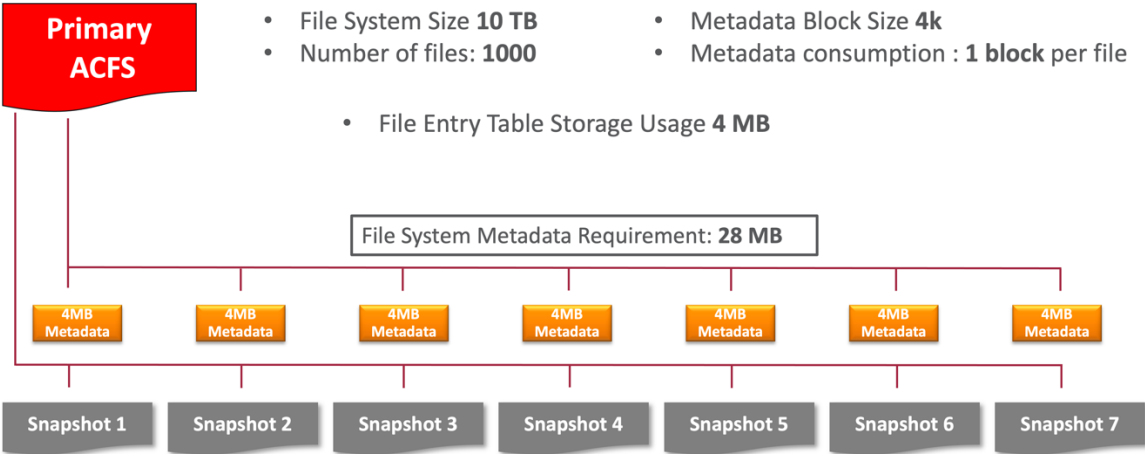 Primary
ACFS
• File System Size 10 TB
• Number of files: 1000
• Metadata Block Size 4k
• Metadata consumption : 1 block per file
• File Entry Table Storage Usage 4 MB
File System Metadata Requirement: 28 MB
4MB
Metadata
4MB
Metadata
4MB
Metadata
4MB
Metadata
4MB
Metadata
4MB
Metadata
4MB
Metadata
Snapshot 1
Snapshot 2
Snapshot 3
Snapshot 4
Snapshot 5
Snapshot 6
Snapshot 7